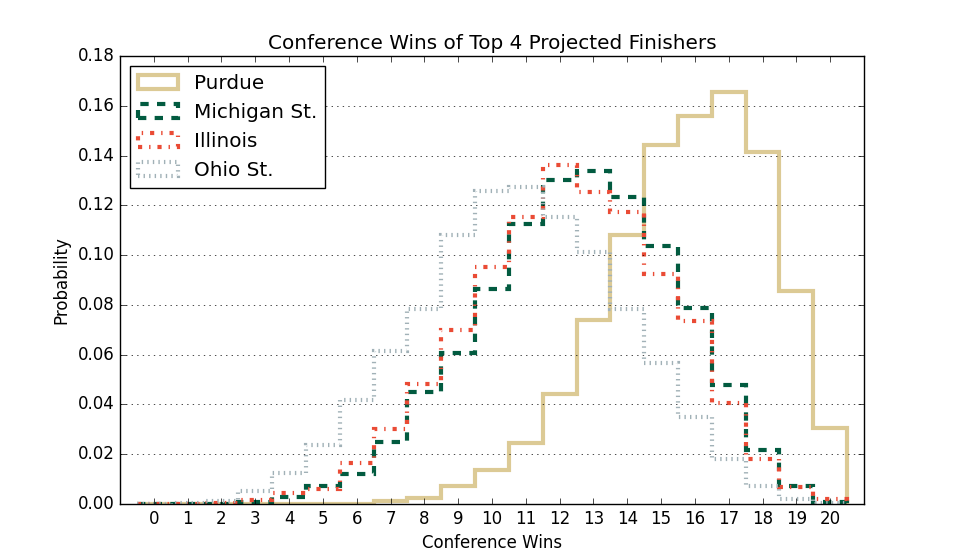 Conference Wins of Top 4 Projected Finishers
0.18
0.16
0.14
0.12
0.10
0.08
0.06
0.04
0.02
0.00
Probability
Purdue
Michigan St.
Illinois
Ohio St.
0 1 2 3 4 5 6 7 8 9 10 11 12 13 14 15 16 17 18 19 20
Conference Wins